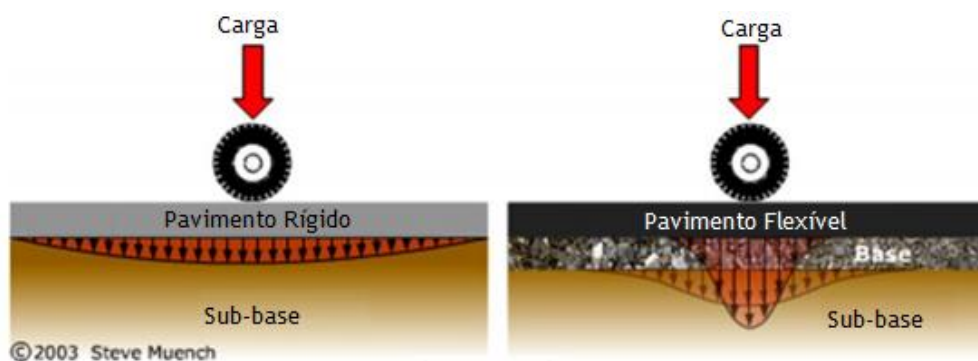 Carga
Carga
Pavimento Rígido
Pavimento Flexível
Base
Sub-base
Sub-base
©2003 Steve Muench